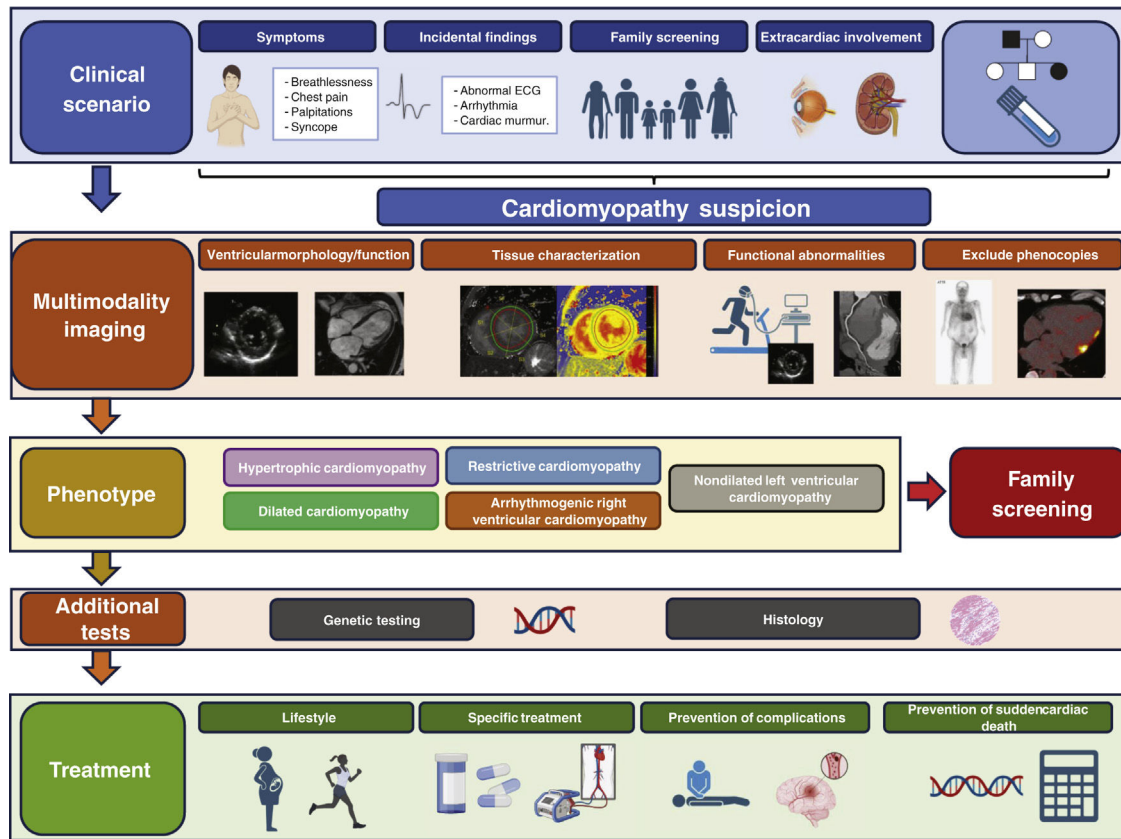 Clinical
scenario
Symptoms
- Breathlessness
- Chest pain
- Palpitations
- Syncope
Incidental findings
- Abnormal ECG
- Arrhythmia
- Cardiac murmur.
Family screening
Extracardiac involvement
Cardiomyopathy suspicion
Multimodality
imaging
Ventricularmorphology/function
Tissue characterization
Functional abnormalities
Exclude phenocopies
Phenotype
Hypertrophic cardiomyopathy
Restrictive cardiomyopathy
Nondilated left ventricular
cardiomyopathy
Dilated cardiomyopathy
Arrhythmogenic right
ventricular cardiomyopathy
Family
screening
Additional
tests
Genetic testing
Histology
Treatment
Lifestyle
Specific treatment
Prevention of complications
Prevention of suddencardiac
death